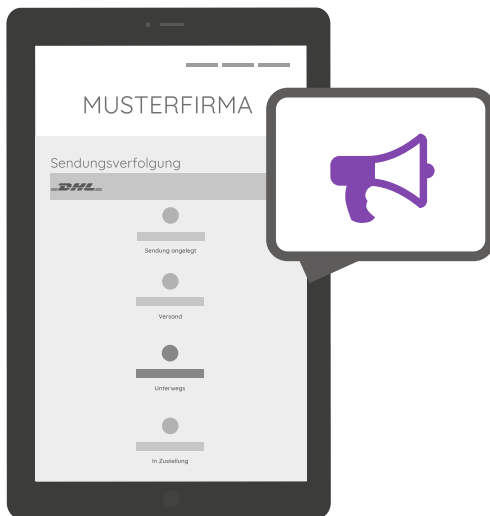 MUSTERFIRMA
Sendungsverfolgung
DHL
Sendung angelegt
Versand
Unterwegs
In Zustellung